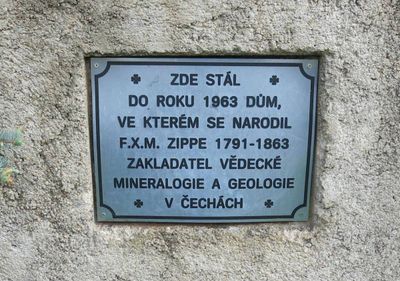 ZDE STÁL
DO ROKU 1963 DŮM,
VE KTERÉM SE NARODIL
F.X.M. ZIPPE 1791-1863
ZAKLADATEL VĚDECKÉ
MINERALOGIE A GEOLOGIE
V ČECHÁCH